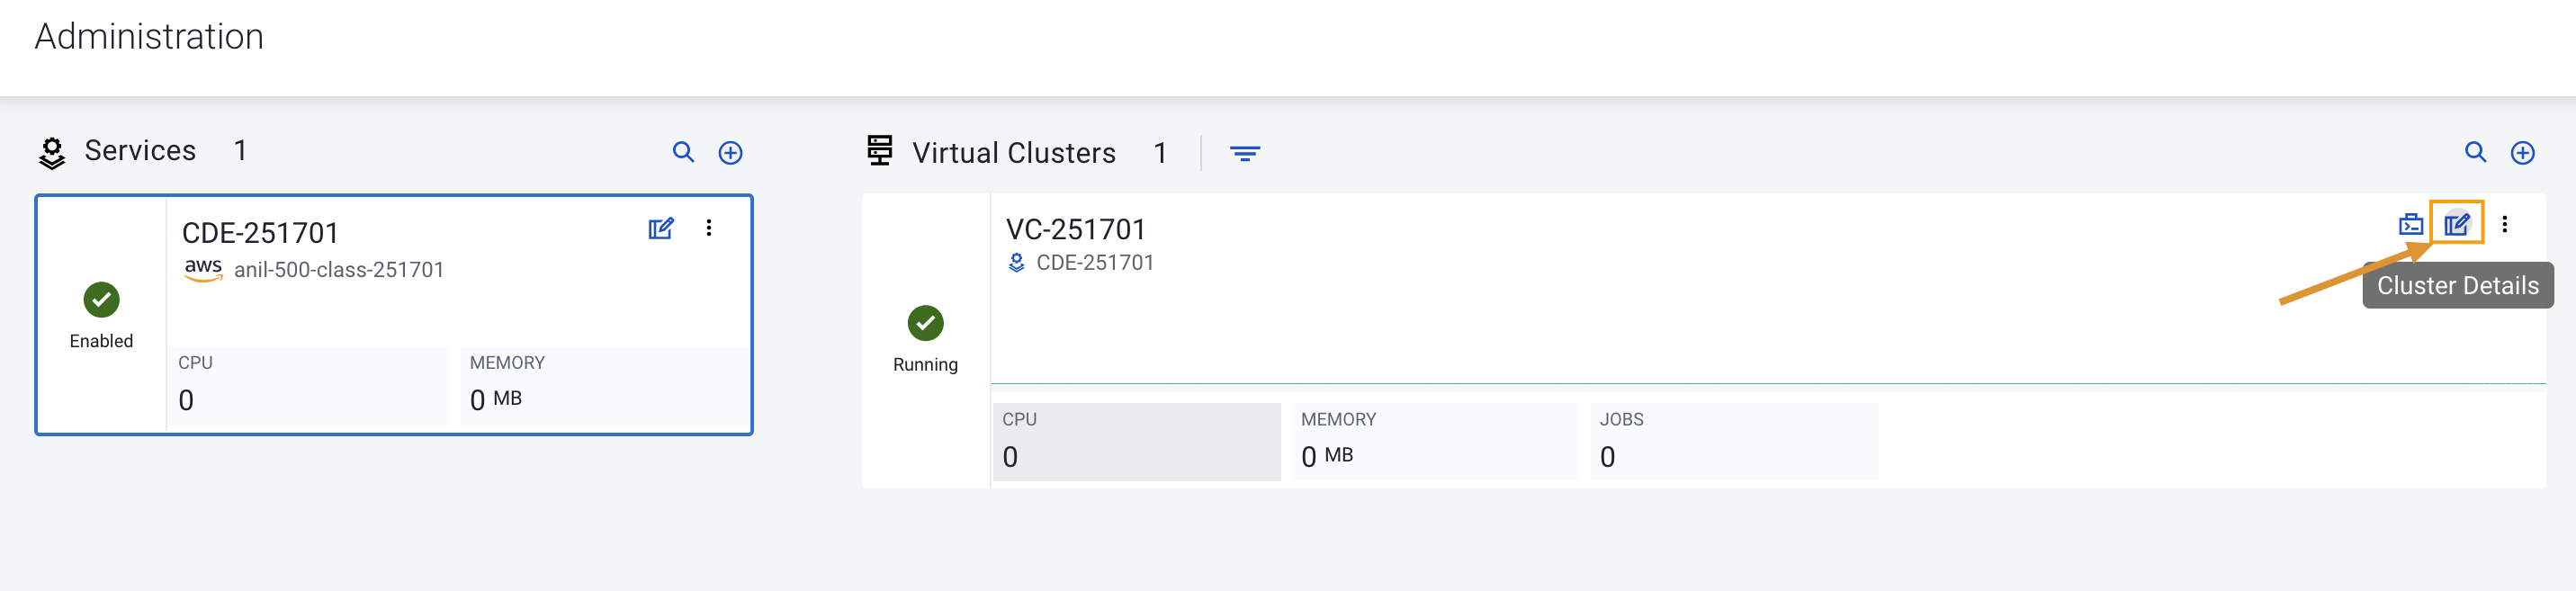 Administration
Services 1
CDE-251701
aws anil-500-class-251701
Enabled
CPU
0
MEMORY
0 MB
Virtual Clusters 1
VC-251701
CDE-251701
Cluster Details
Running
CPU
0
MEMORY
0 MB
JOBS
0